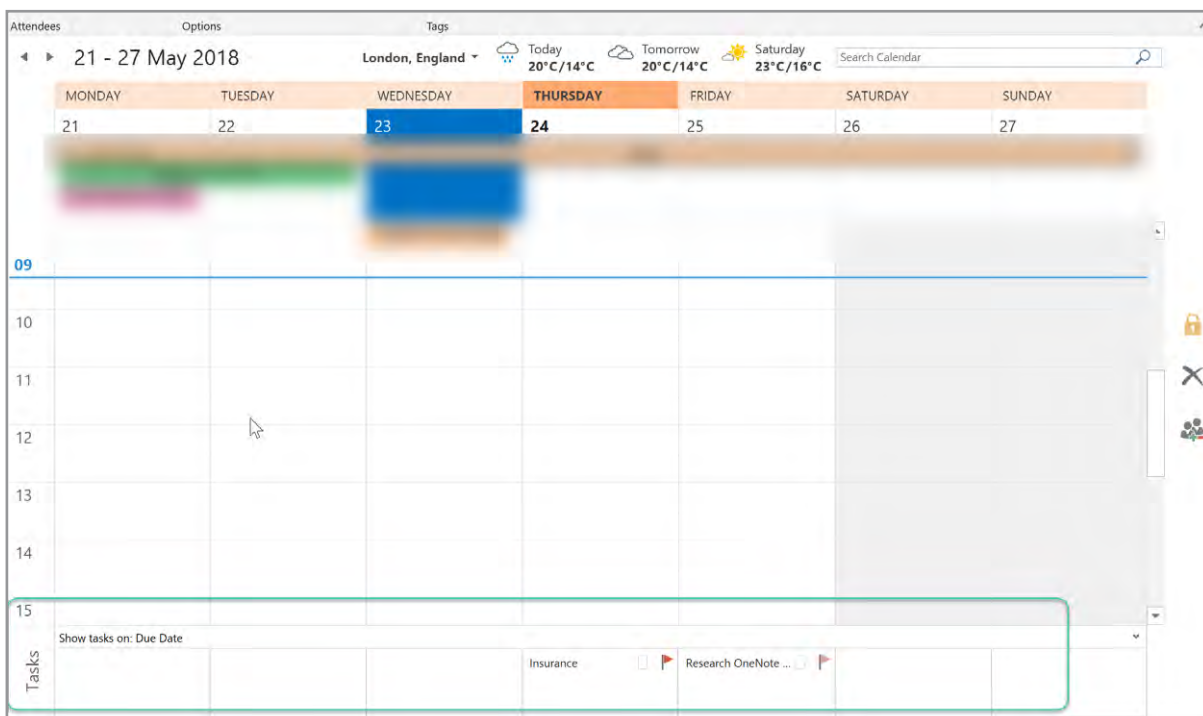 Attendees Options Tags
21 - 27 May 2018 London, England Today Tomorrow Saturday Search Calendar
20°C/14°C 20°C/14°C 23°C/16°C
MONDAY TUESDAY WEDNESDAY THURSDAY FRIDAY SATURDAY SUNDAY
21 22 23 24 25 26 27
09
10
11
12
13
14
15
Show tasks on: Due Date
Tasks
Insurance Research OneNote ...